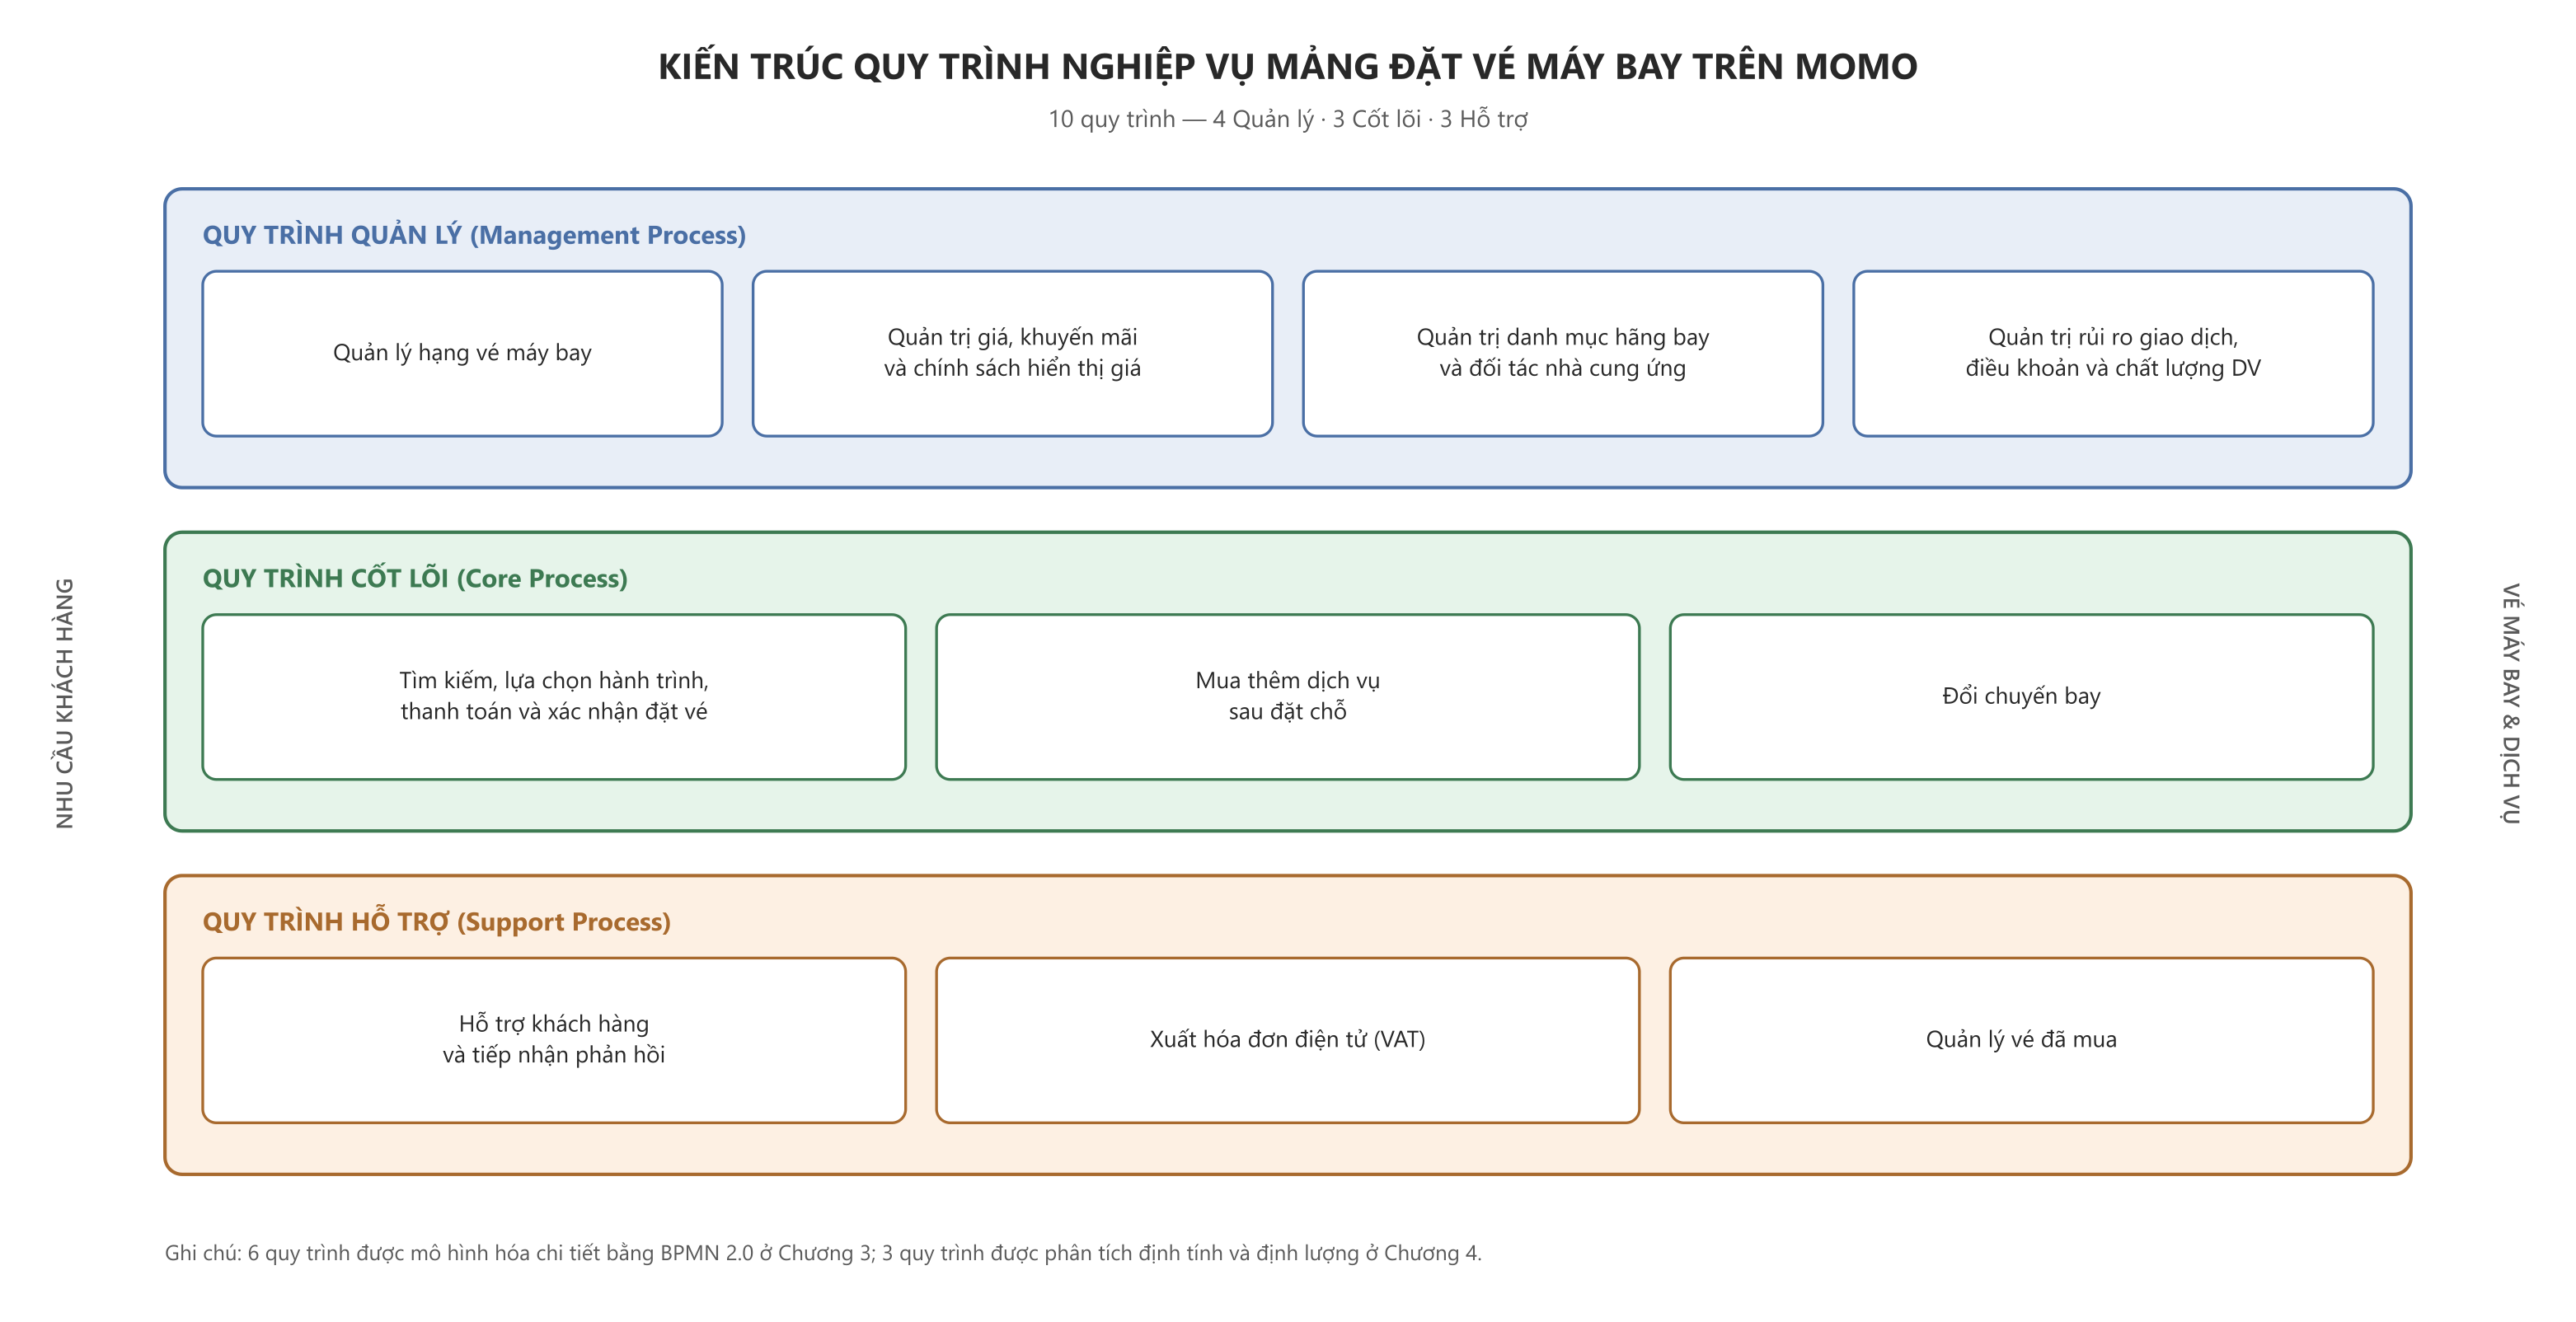 KIẾN TRÚC QUY TRÌNH NGHIỆP VỤ MẢNG ĐẶT VÉ MÁY BAY TRÊN MOMO
10 quy trình — 4 Quản lý · 3 Cốt lõi · 3 Hỗ trợ
QUY TRÌNH QUẢN LÝ (Management Process)
Quản lý hạng vé máy bay
Quản trị giá, khuyến mãi
và chính sách hiển thị giá
Quản trị danh mục hãng bay
và đối tác nhà cung ứng
Quản trị rủi ro giao dịch,
điều khoản và chất lượng DV
NHU CẦU KHÁCH HÀNG
QUY TRÌNH CỐT LÕI (Core Process)
Tìm kiếm, lựa chọn hành trình,
thanh toán và xác nhận đặt vé
Mua thêm dịch vụ
sau đặt chỗ
Đổi chuyến bay
VÉ MÁY BAY & DỊCH VỤ
QUY TRÌNH HỖ TRỢ (Support Process)
Hỗ trợ khách hàng
và tiếp nhận phản hồi
Xuất hóa đơn điện tử (VAT)
Quản lý vé đã mua
Ghi chú: 6 quy trình được mô hình hóa chi tiết bằng BPMN 2.0 ở Chương 3; 3 quy trình được phân tích định tính và định lượng ở Chương 4.